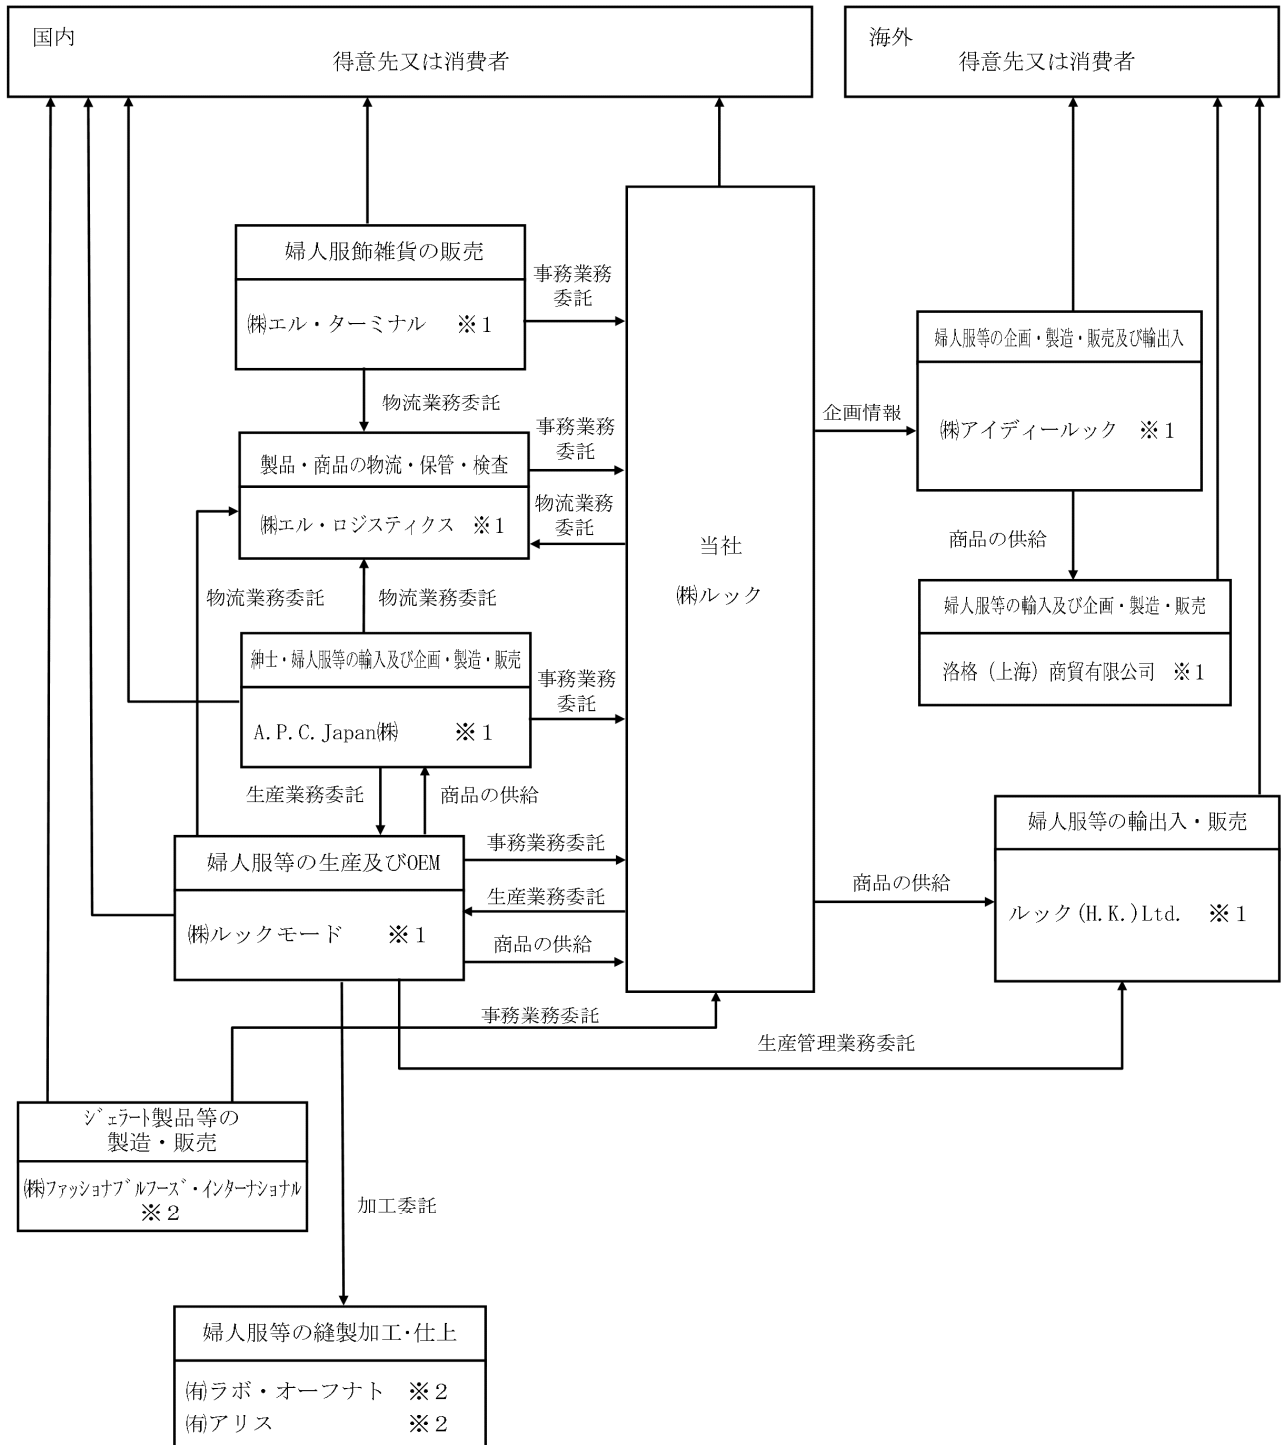 国内
得意先又は消費者
海外
得意先又は消費者
婦人服飾雑貨の販売
㈱エル・ターミナル ※１
事務業務
委託
物流業務委託
製品・商品の物流・保管・検査
㈱エル・ロジスティクス ※１
事務業務
委託
物流業務
委託
物流業務委託
物流業務委託
紳士・婦人服等の輸入及び企画・製造・販売
A.P.C.Japan㈱ ※１
事務業務
委託
生産業務委託
商品の供給
婦人服等の生産及びOEM
㈱ルックモード ※１
事務業務委託
生産業務委託
商品の供給
当社
㈱ルック
企画情報
婦人服等の企画・製造・販売及び輸出入
㈱アイディールック ※１
商品の供給
婦人服等の輸入及び企画・製造・販売
洛格（上海）商貿有限公司 ※１
商品の供給
婦人服等の輸出入・販売
ルック(H.K.)Ltd. ※１
事務業務委託
生産管理業務委託
ｼﾞｪﾗｰﾄ製品等の
製造・販売
㈱ﾌｧｯｼｮﾅﾌﾞﾙﾌｰｽﾞ・ｲﾝﾀｰﾅｼｮﾅﾙ
※２
加工委託
婦人服等の縫製加工･仕上
㈲ラボ・オーフナト ※２
㈲アリス ※２